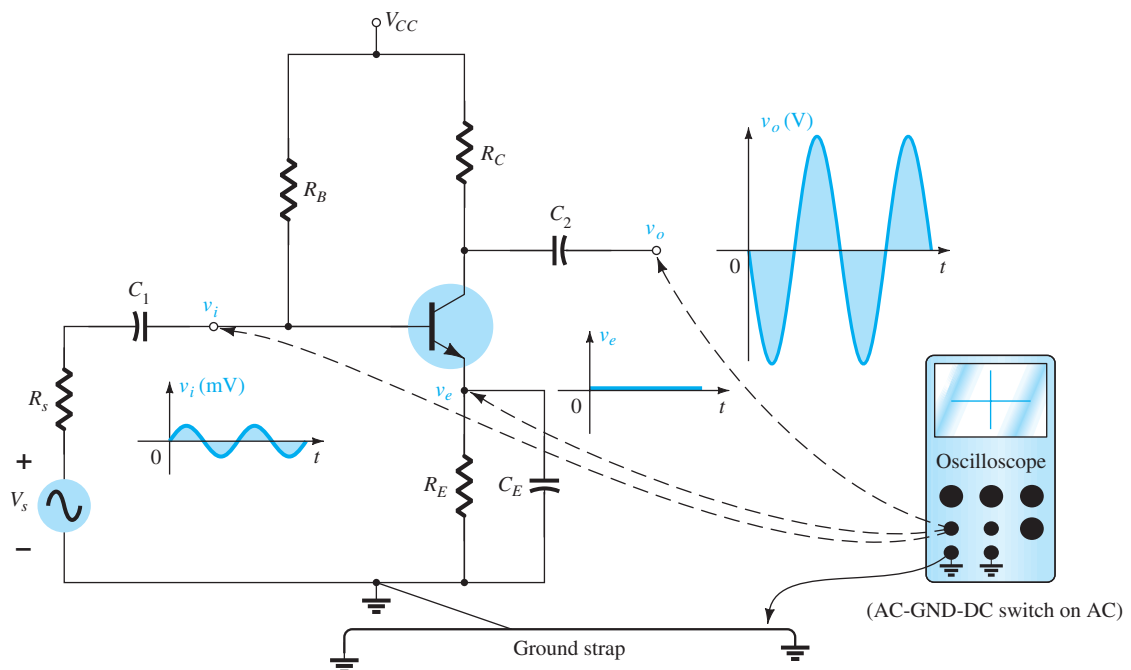 V_CC
v_o (V)
R_C
R_B
C_2
v_o
0
t
C_1
v_i
v_e
v_i (mV)
R_s
v_e
0
t
0
t
Oscilloscope
+
V_s
–
R_E
C_E
(AC-GND-DC switch on AC)
Ground strap